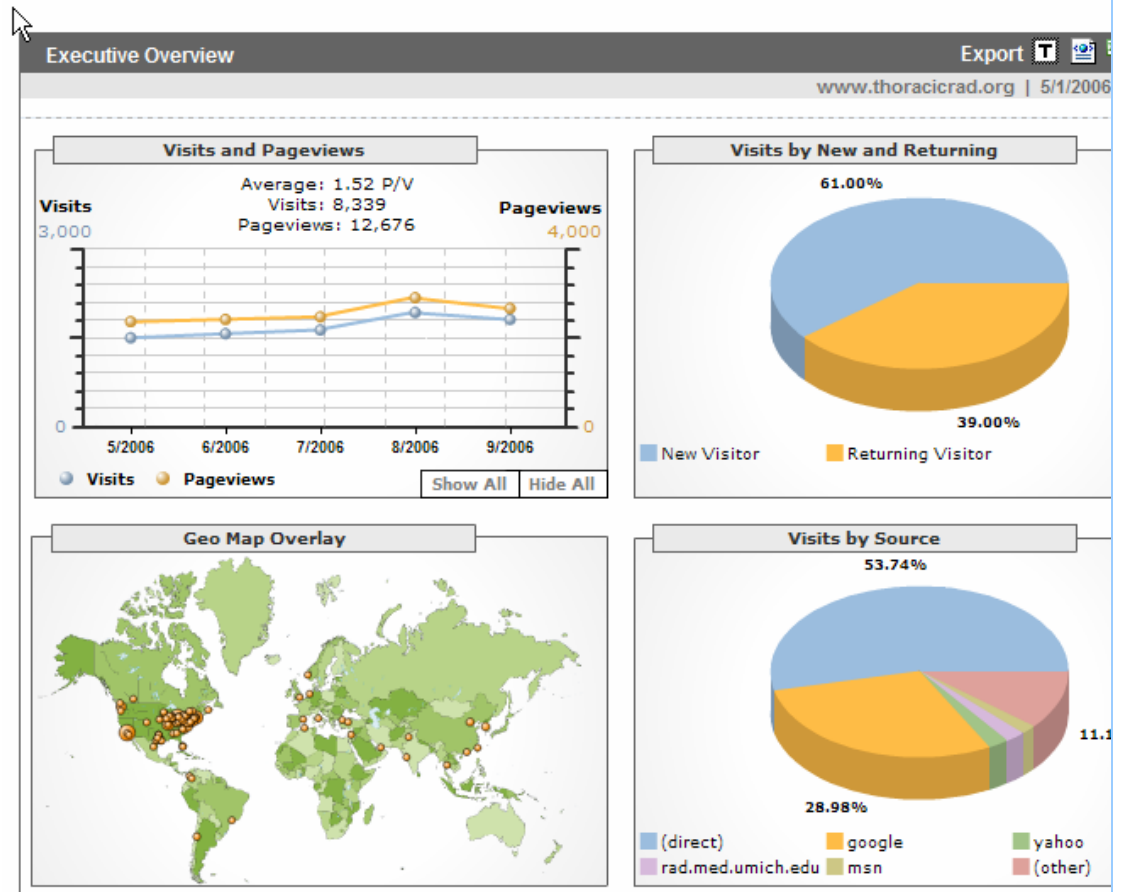 Executive Overview
Export T
www.thoracicrad.org | 5/1/2006
Visits and Pageviews
Average: 1.52 P/V
Visits: 8,339
Pageviews: 12,676
Visits
3,000
Pageviews
4,000
0
0
5/2006 6/2006 7/2006 8/2006 9/2006
Visits Pageviews
Show All Hide All
Visits by New and Returning
61.00%
39.00%
New Visitor Returning Visitor
Geo Map Overlay
Visits by Source
53.74%
11.1
28.98%
(direct) google yahoo
rad.med.umich.edu msn (other)